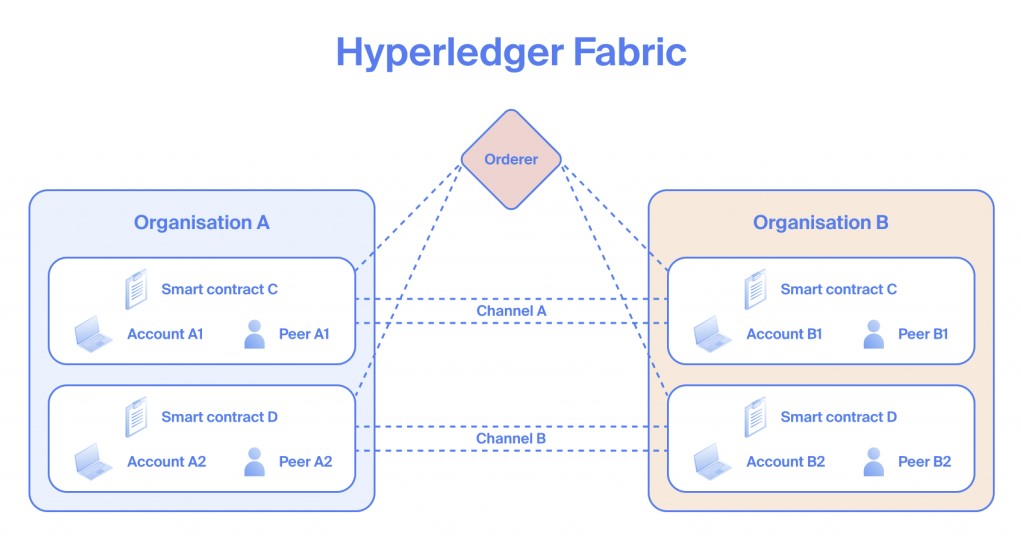 Hyperledger Fabric
Orderer
Organisation A
Smart contract C
Account A1
Peer A1
Smart contract D
Account A2
Peer A2
Channel A
Channel B
Organisation B
Smart contract C
Account B1
Peer B1
Smart contract D
Account B2
Peer B2